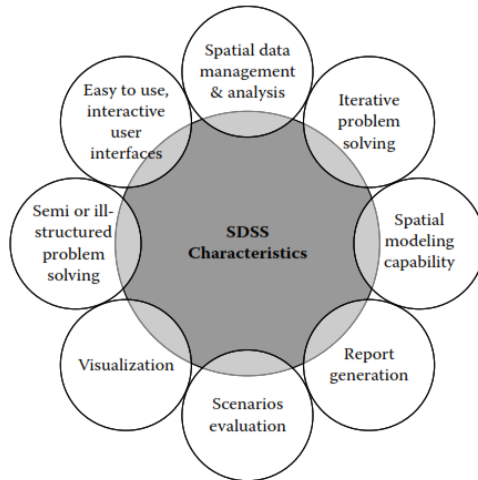 Spatial data
management
& analysis
Easy to use,
interactive
user
interfaces
Iterative
problem
solving
Semi or ill-
structured
problem
solving
SDSS
Characteristics
Spatial
modeling
capability
Visualization
Report
generation
Scenarios
evaluation